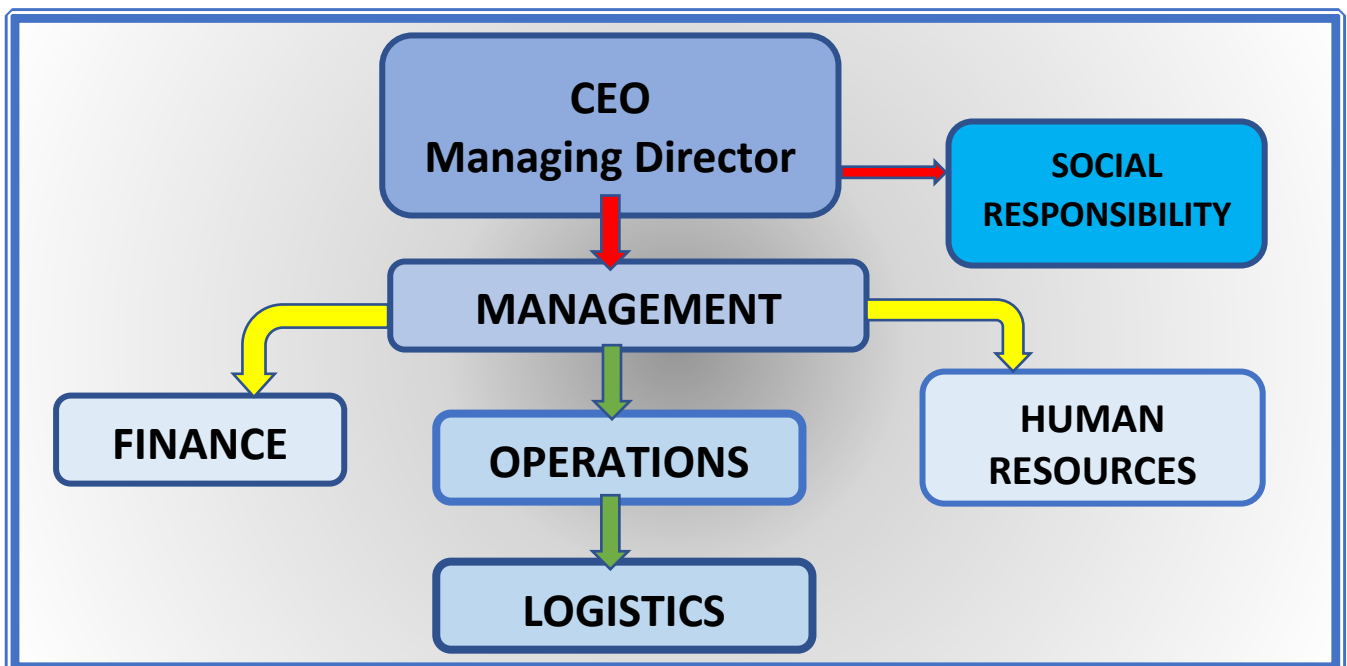 CEO
Managing Director
SOCIAL
RESPONSIBILITY
MANAGEMENT
FINANCE
OPERATIONS
HUMAN
RESOURCES
LOGISTICS